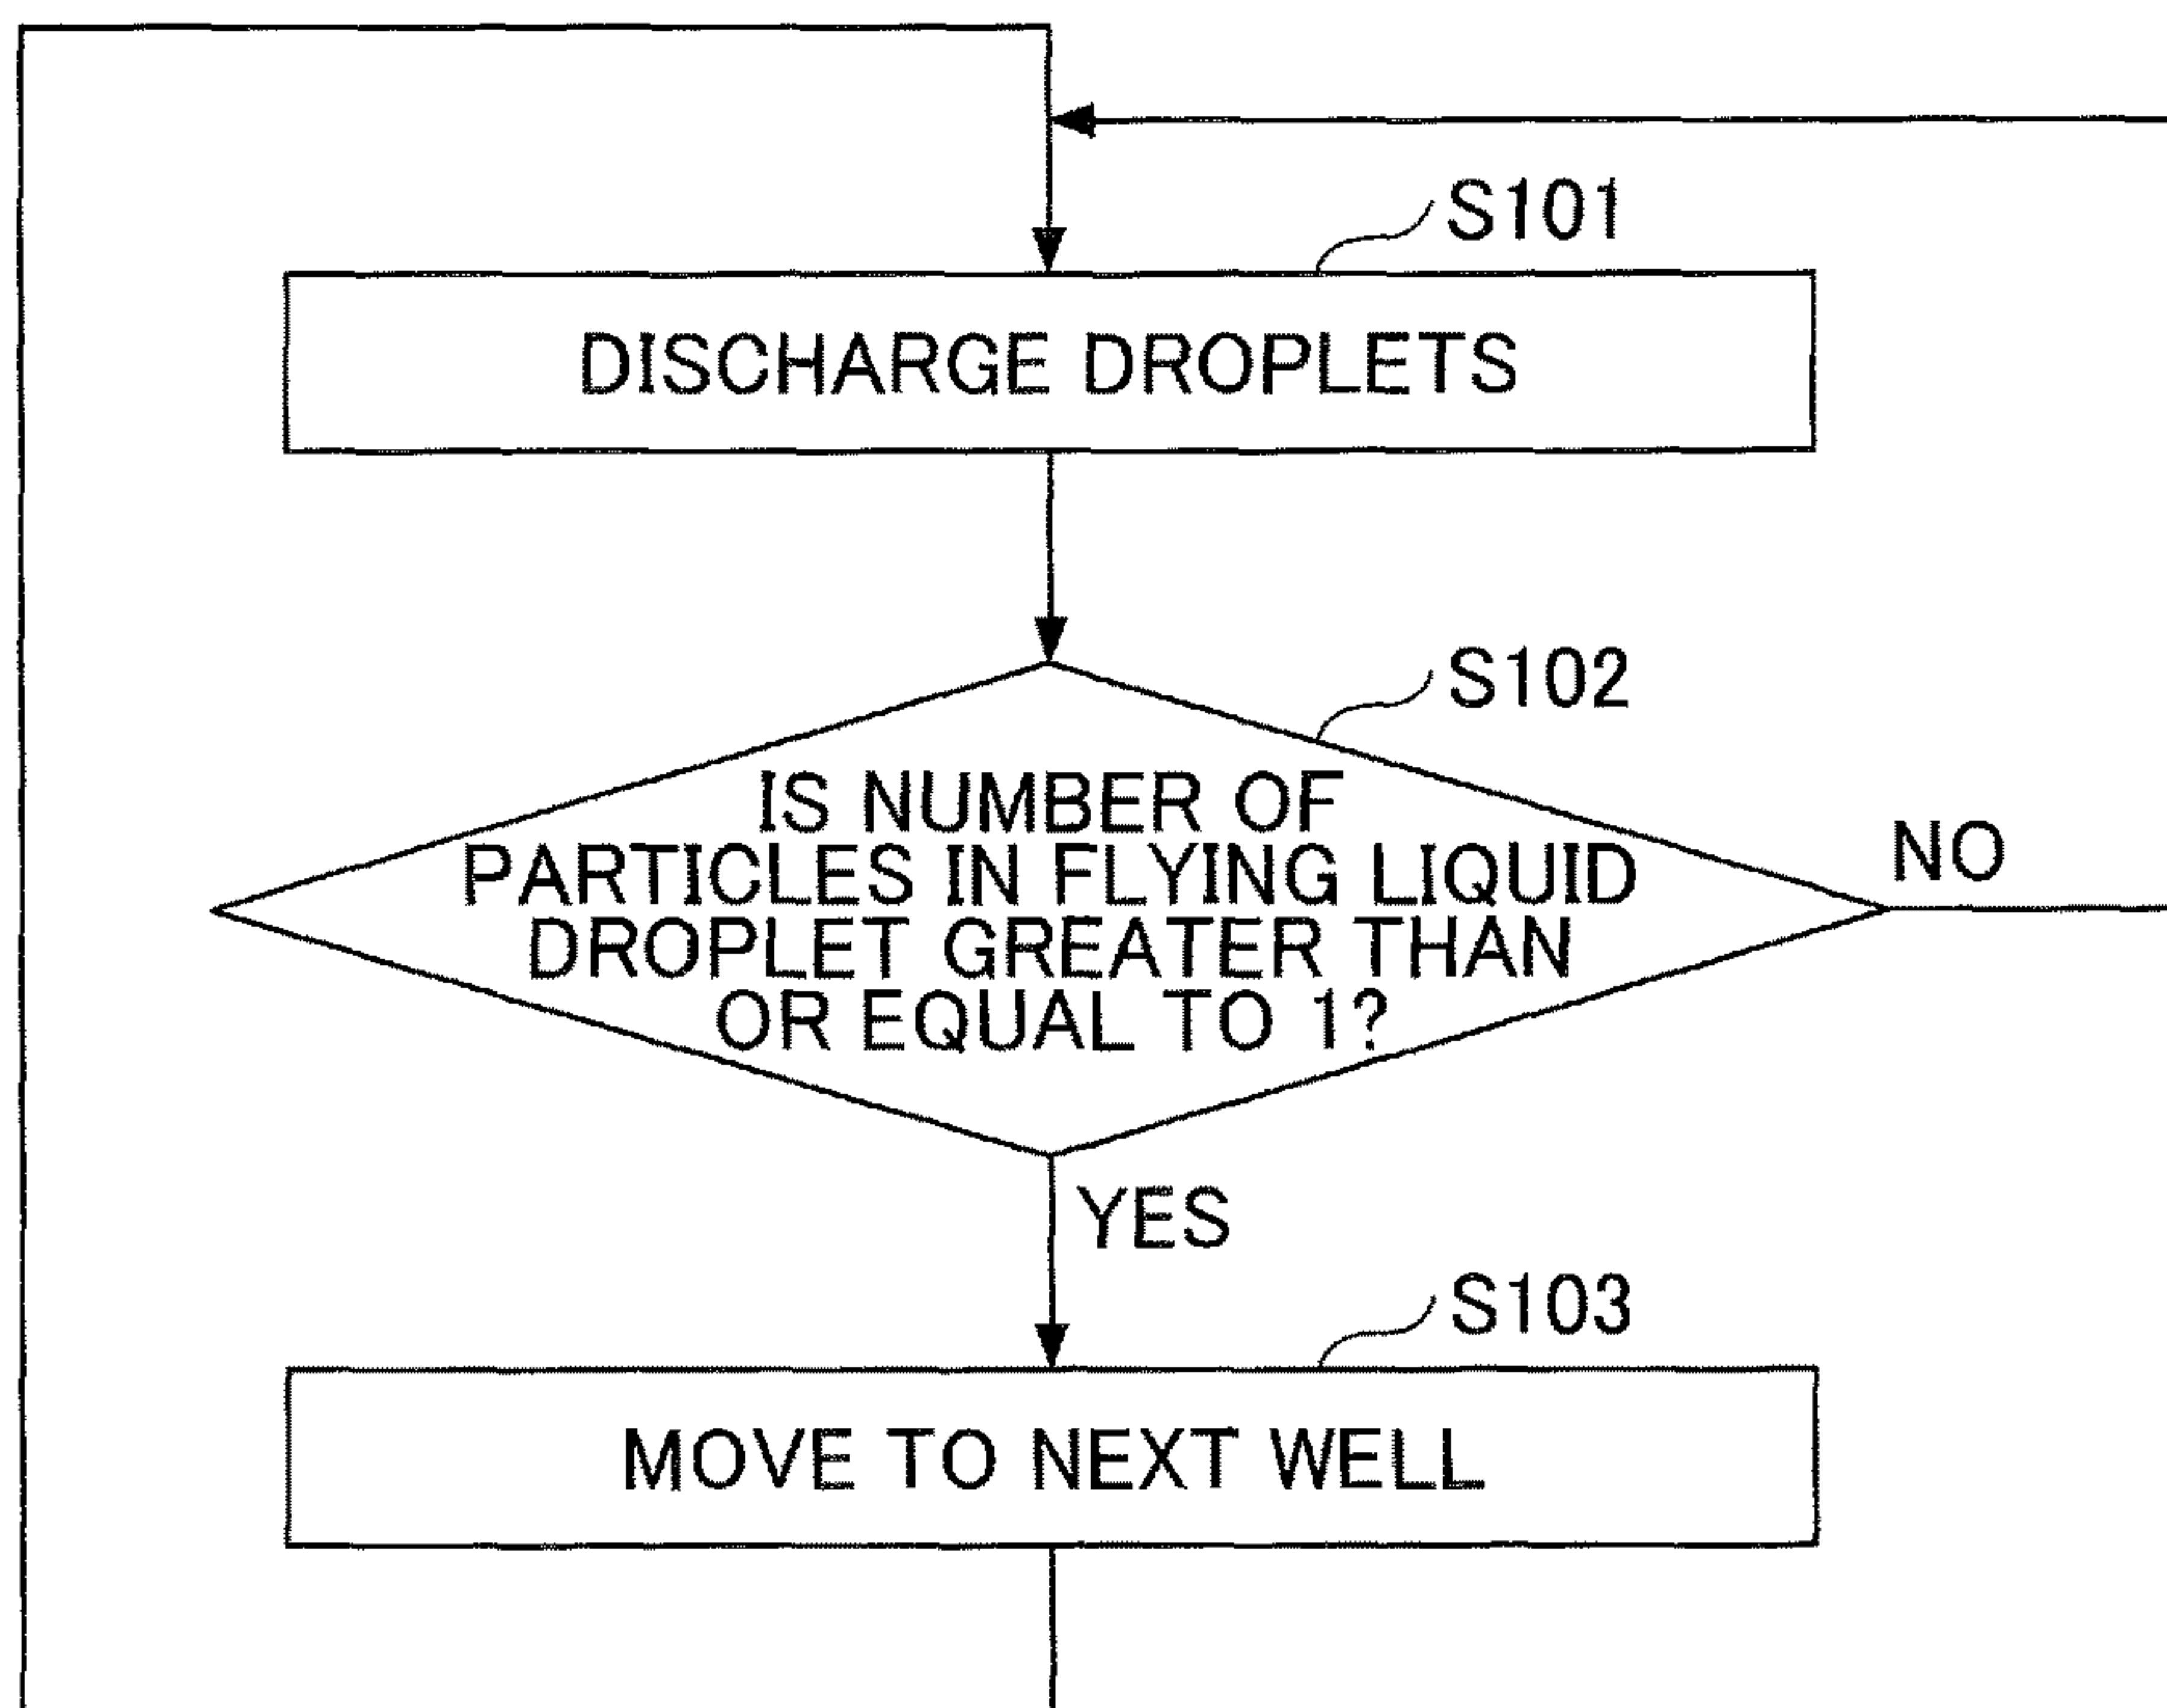 S101
DISCHARGE DROPLETS
S102
IS NUMBER OF
PARTICLES IN FLYING LIQUID
DROPLET GREATER THAN
OR EQUAL TO 1?
NO
YES
S103
MOVE TO NEXT WELL